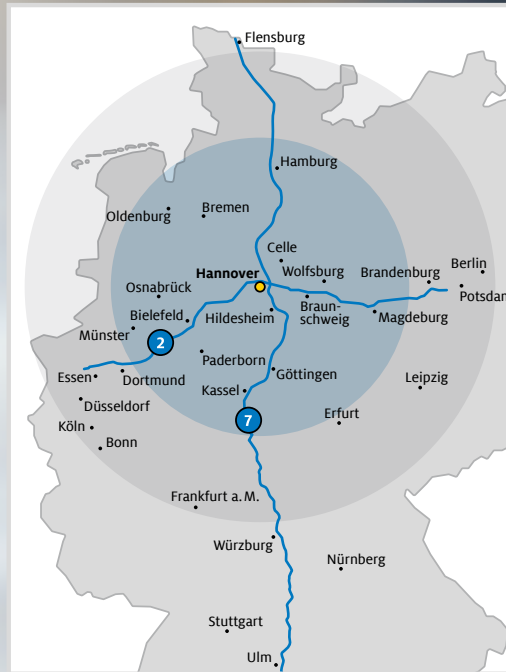 Flensburg
Hamburg
Bremen
Oldenburg
Celle
Hannover
Wolfsburg
Berlin
Brandenburg
Osnabrück
Potsdam
Braun-
schweig
Bielefeld
Hildesheim
Magdeburg
Münster
2
Paderborn
Göttingen
Essen
Dortmund
Kassel
Leipzig
Düsseldorf
7
Erfurt
Köln
Bonn
Frankfurt a. M.
Würzburg
Nürnberg
Stuttgart
Ulm